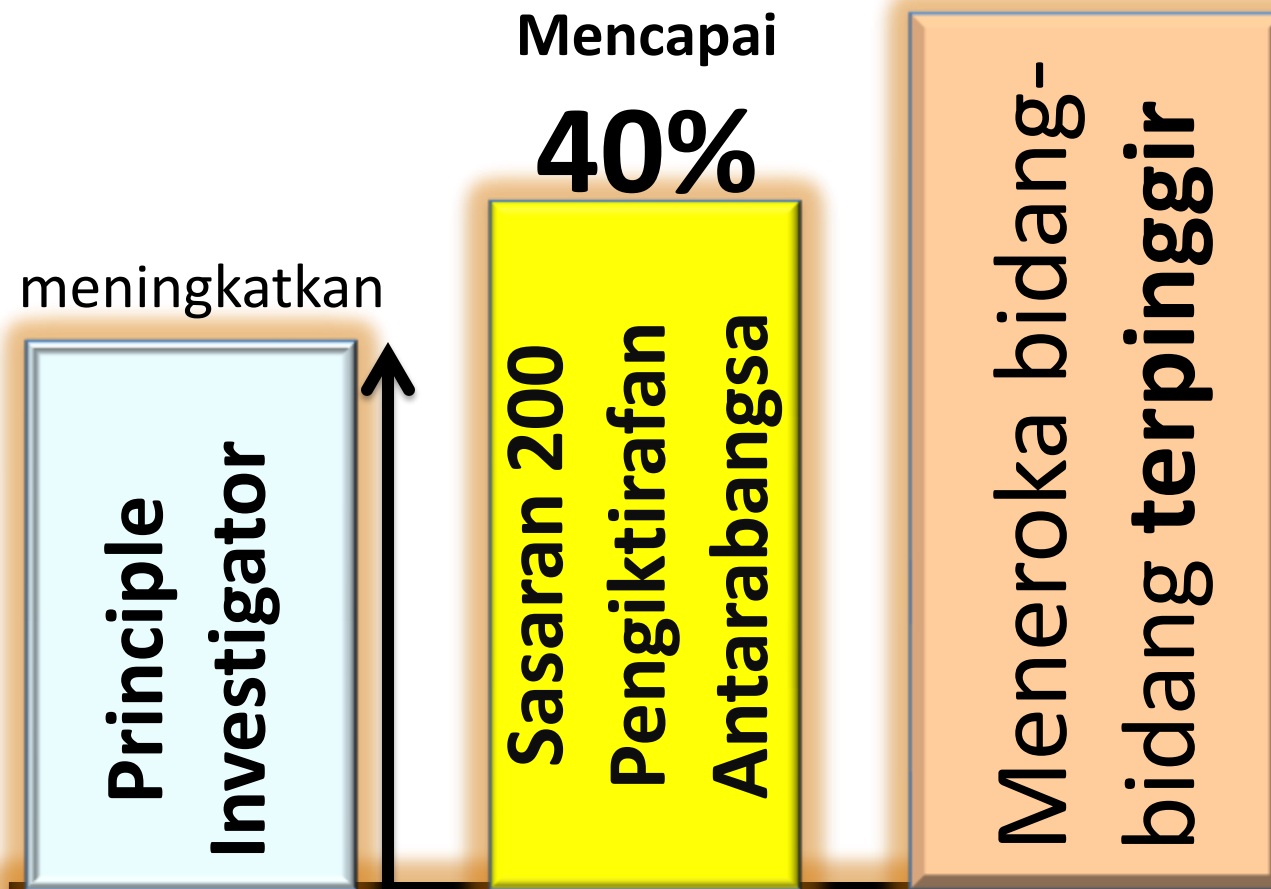 meningkatkan
Principle
Investigator
Mencapai
40%
Sasaran 200
Pengiktirafan
Antarabangsa
Meneroka bidang-
bidang terpinggir